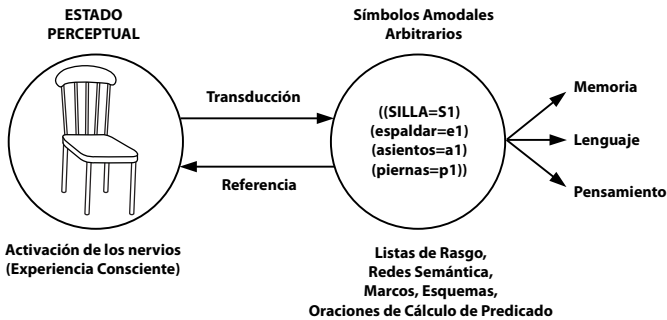 ESTADO
PERCEPTUAL
Símbolos Amodales
Arbitrarios
Transducción
Referencia
((SILLA=S1)
(espaldar=e1)
(asientos=a1)
(piernas=p1))
Memoria
Lenguaje
Pensamiento
Activación de los nervios
(Experiencia Consciente)
Listas de Rasgo,
Redes Semántica,
Marcos, Esquemas,
Oraciones de Cálculo de Predicado